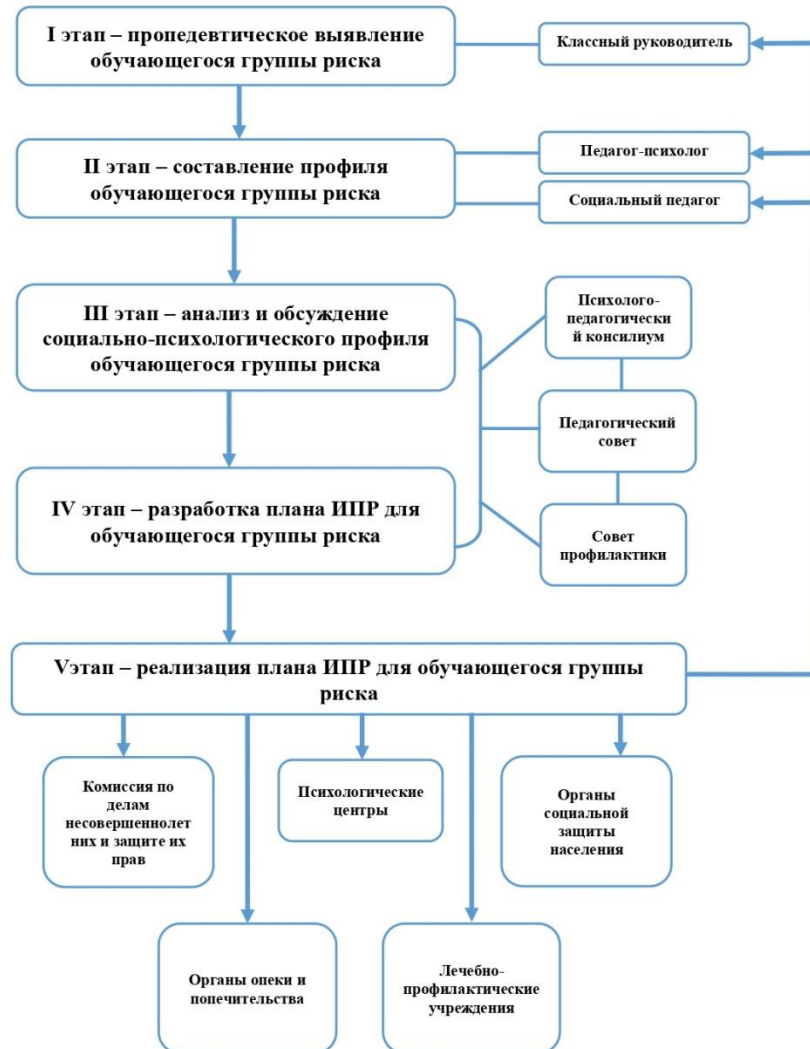 I этап – пропедевтическое выявление
обучающегося группы риска
Классный руководитель
II этап – составление профиля
обучающегося группы риска
Педагог-психолог
Социальный педагог
III этап – анализ и обсуждение
социально-психологического профиля
обучающегося группы риска
Психолого-
педагогически
й консилиум
Педагогический
совет
IV этап – разработка плана ИПР для
обучающегося группы риска
Совет
профилактики
Vэтап – реализация плана ИПР для обучающегося группы
риска
Комиссия по
делам
несовершеннолет
них и защите их
прав
Психологические
центры
Органы
социальной
защиты
населения
Органы опеки и
попечительства
Лечебно-
профилактические
учреждения